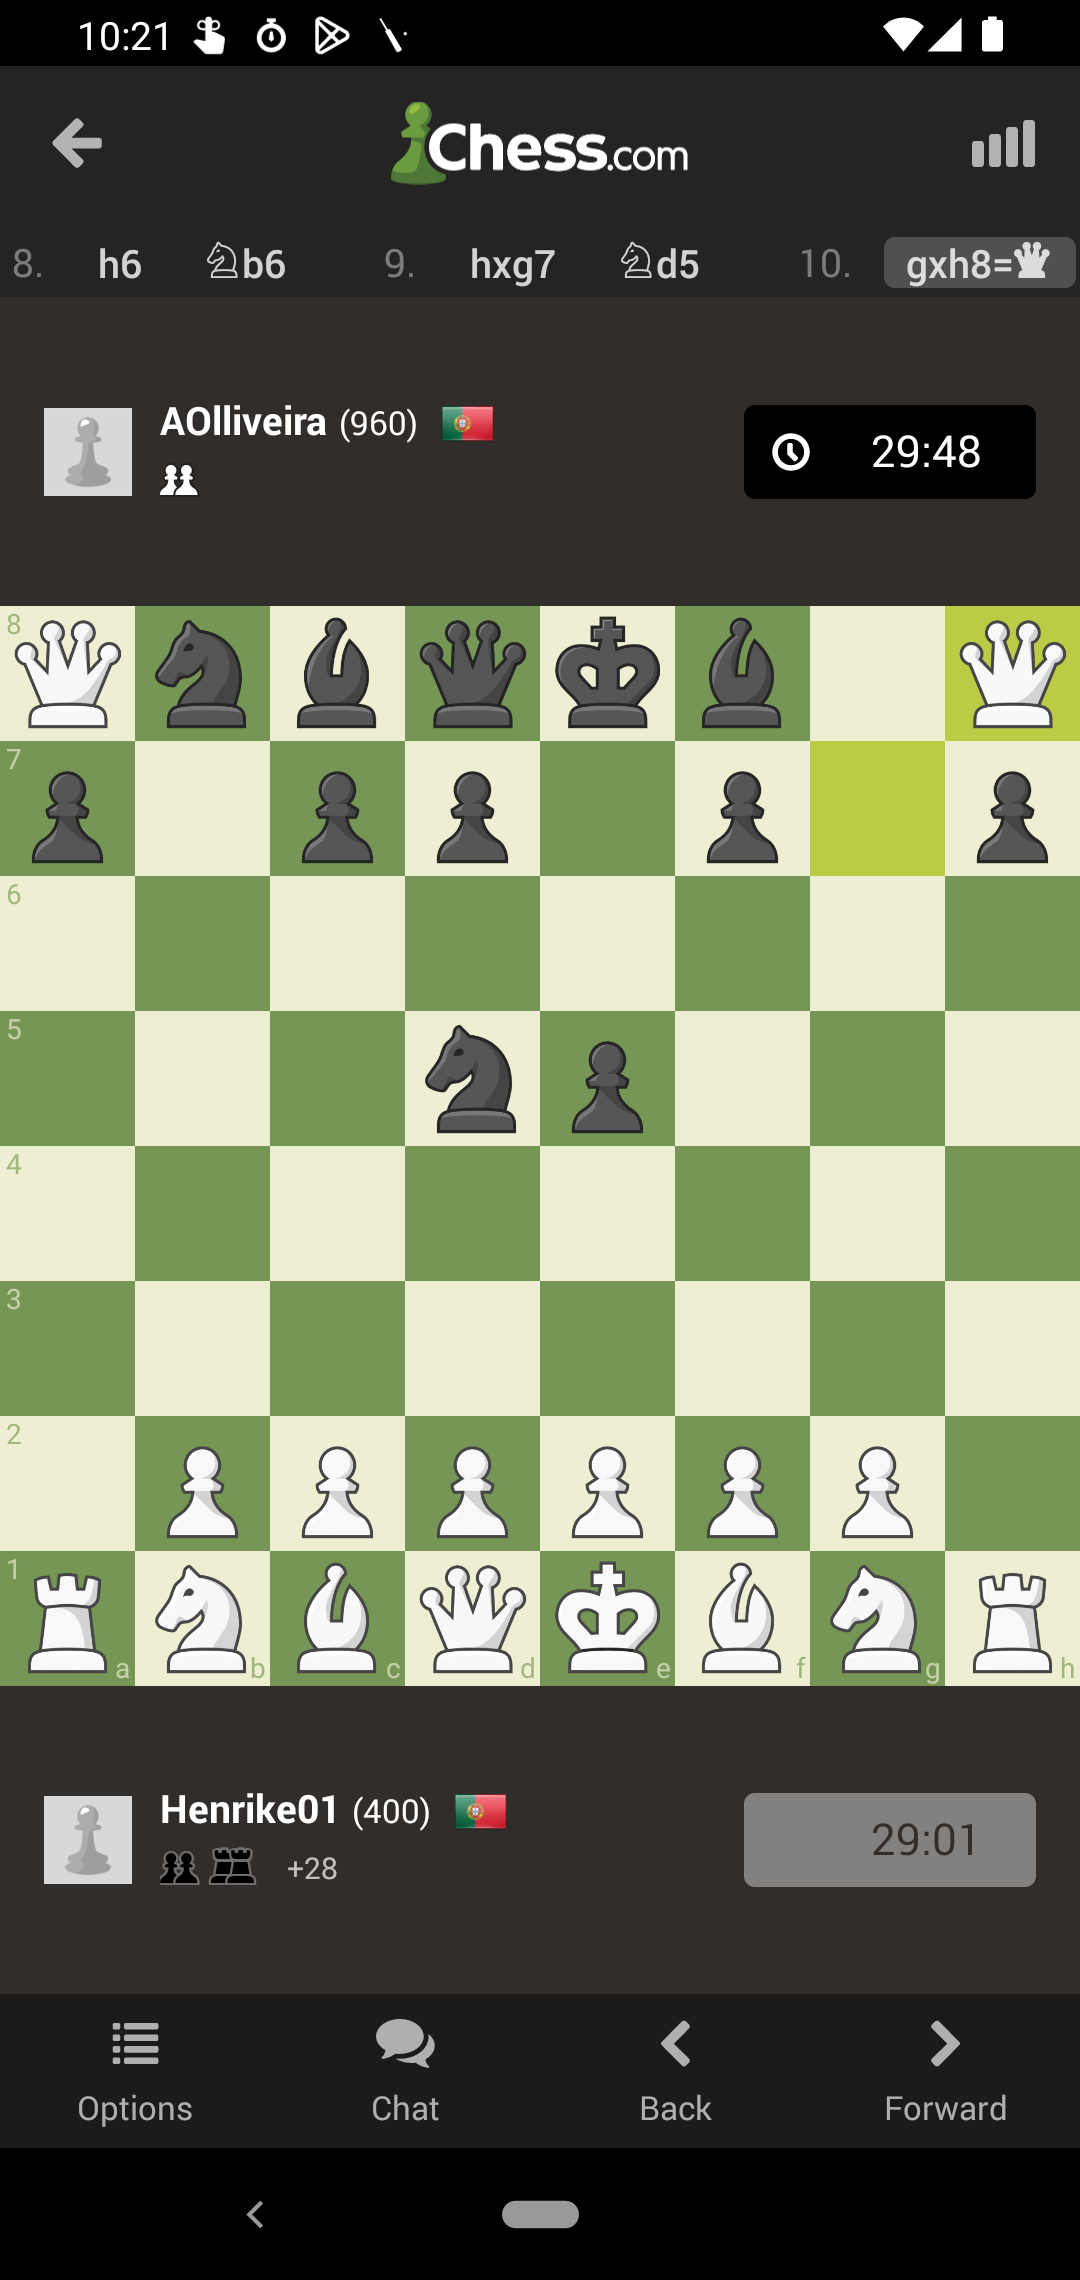 10:21
Chess.com
8. h6 ♘b6 9. hxg7 ♘d5 10. gxh8=♛
AOlliveira (960)
29:48
8
7
6
5
4
3
2
1
a b c d e f g h
Henrike01 (400)
+28
29:01
Options Chat Back Forward